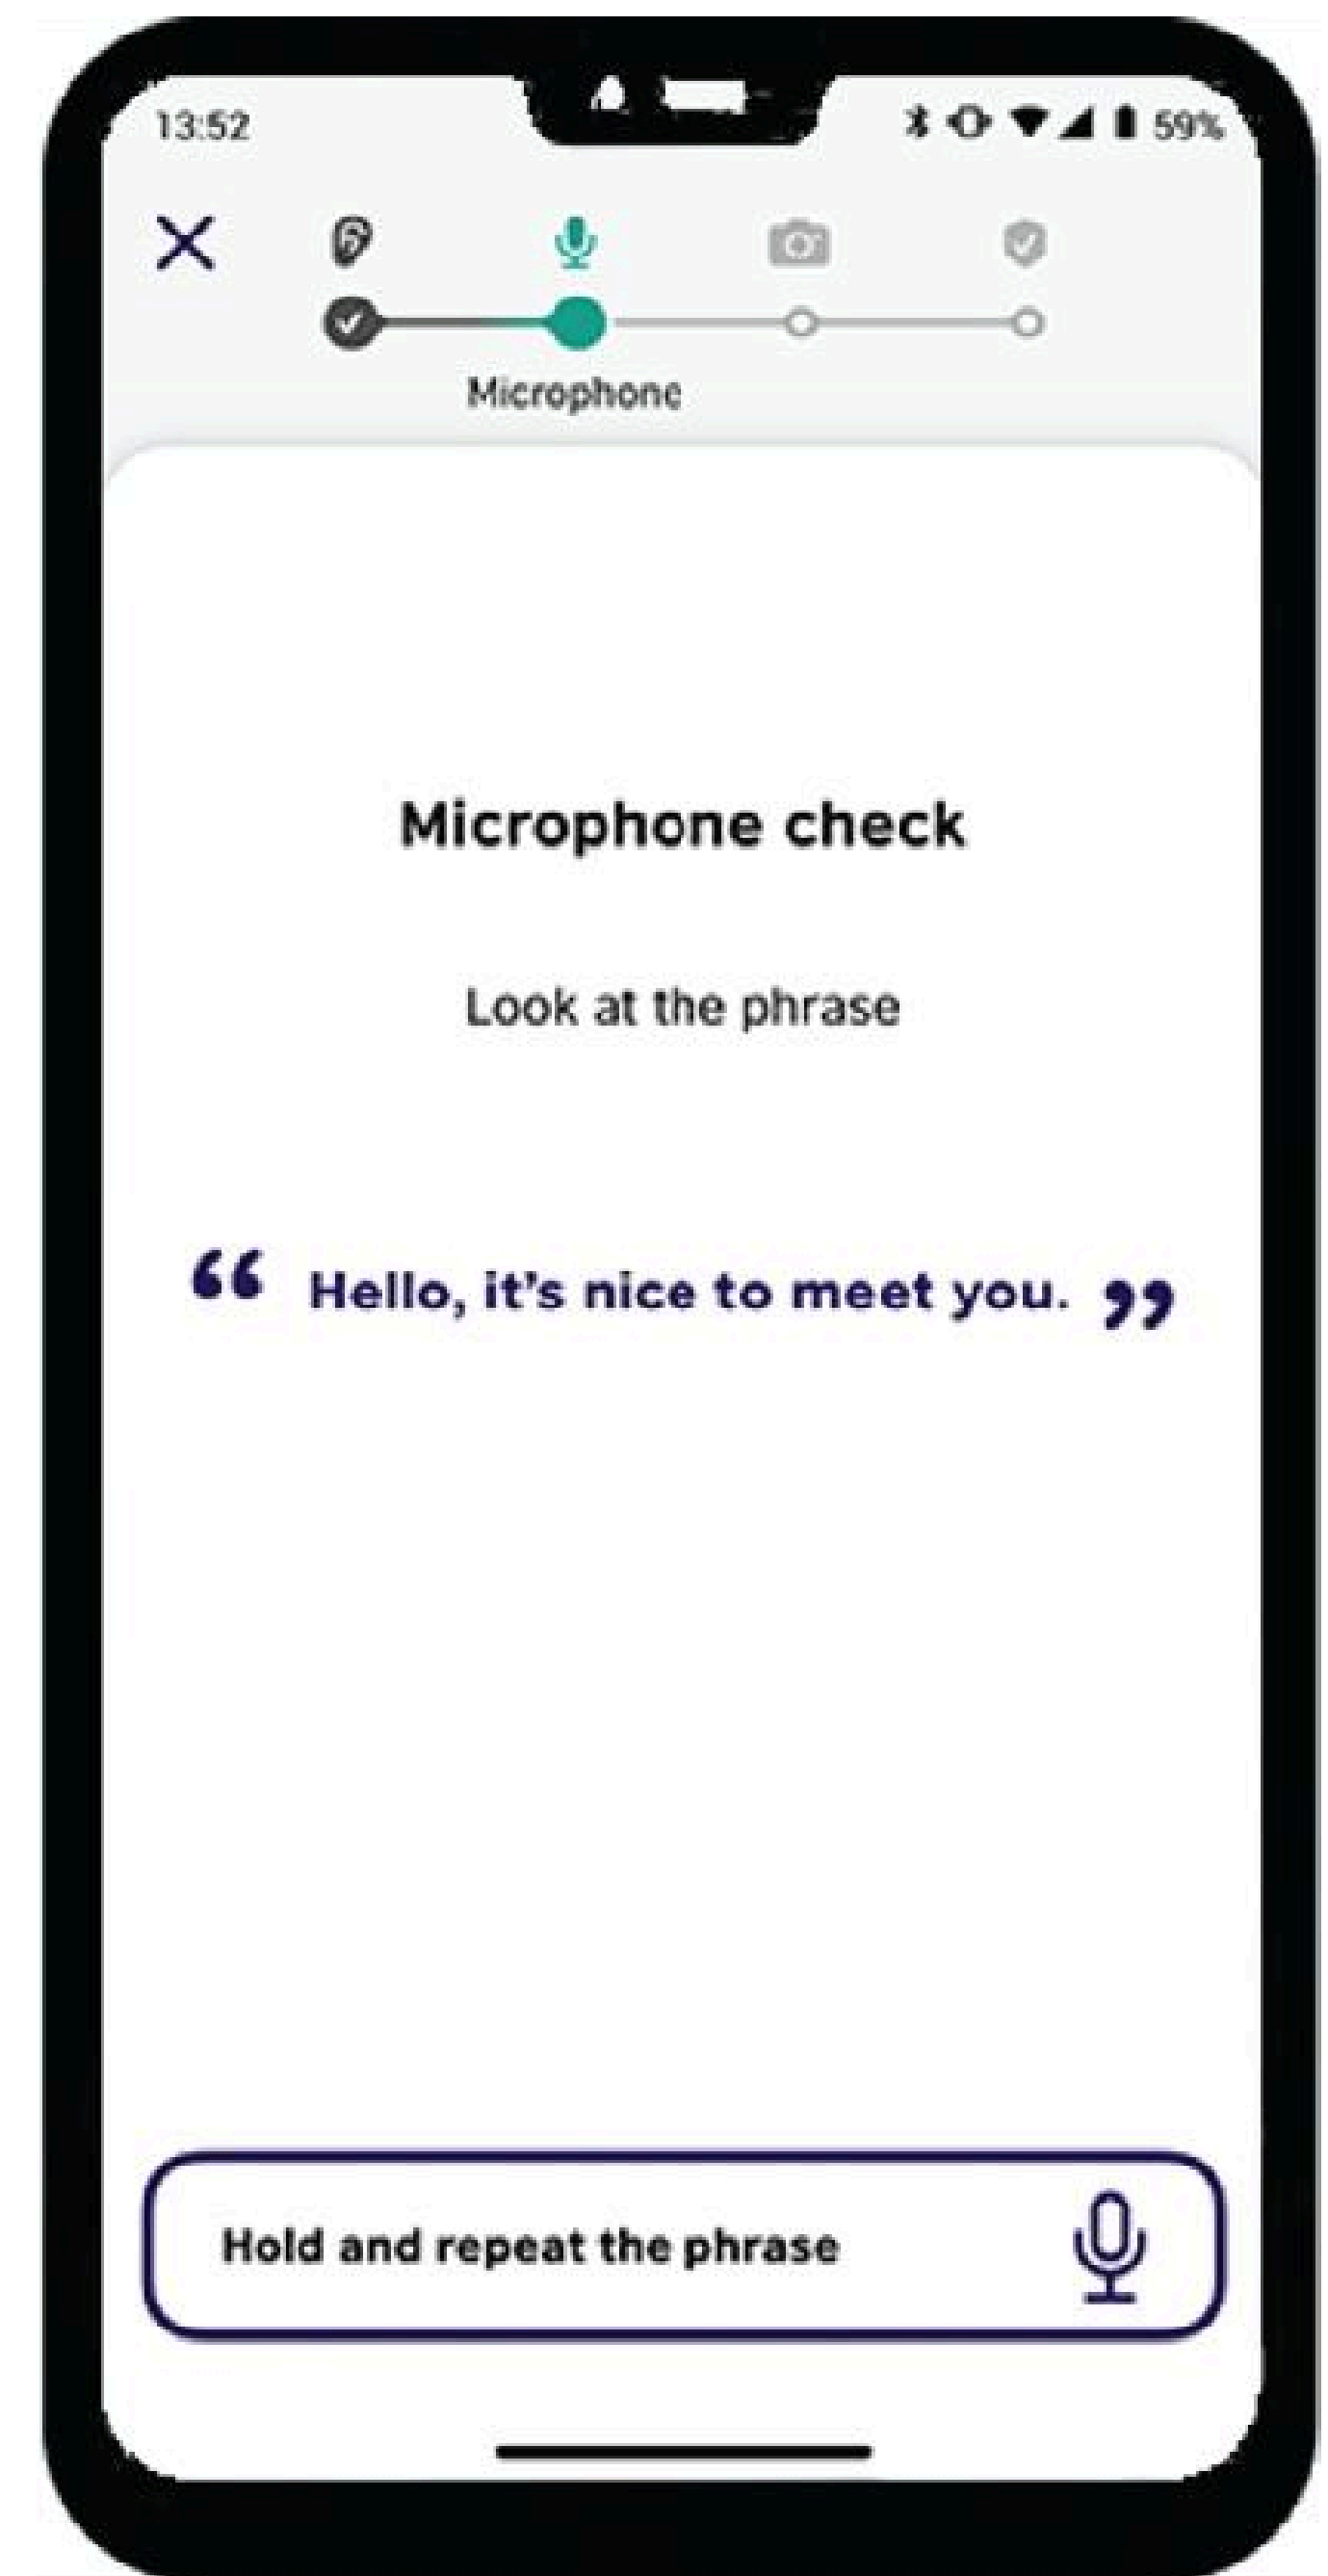 13:52 59%
Microphone
Microphone check
Look at the phrase
“ Hello, it’s nice to meet you. ”
Hold and repeat the phrase